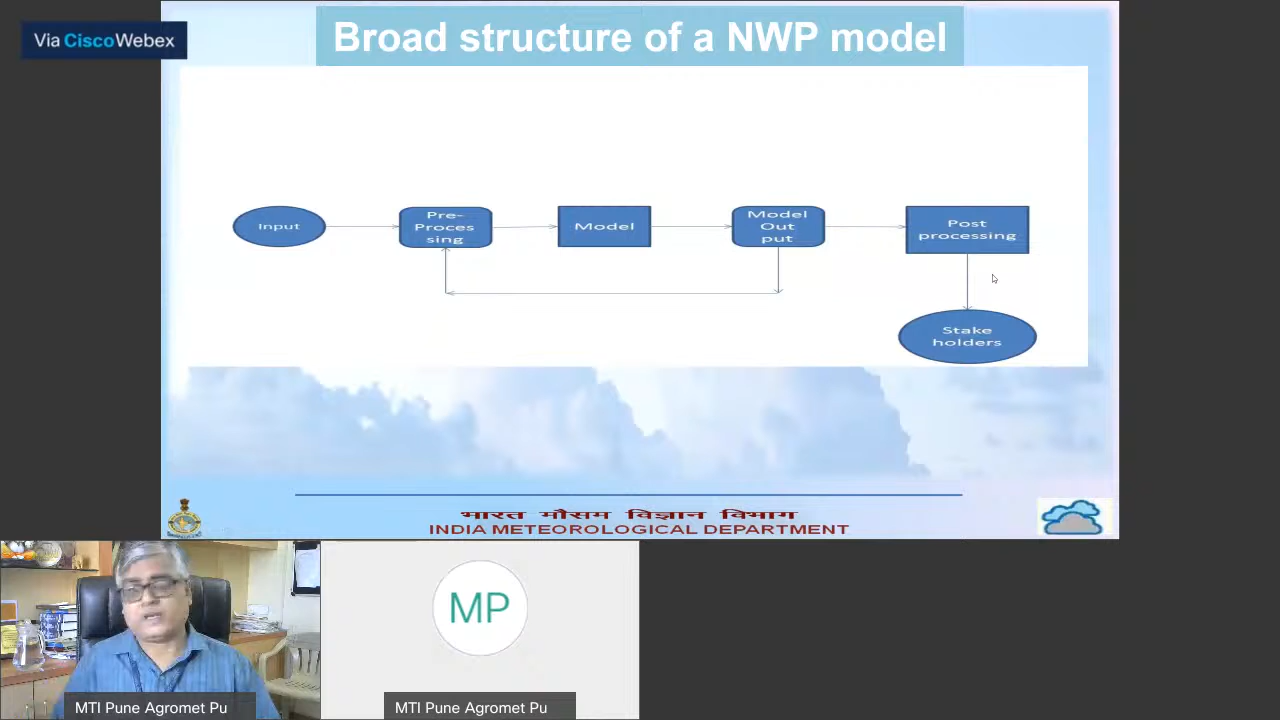 Via CiscoWebex
Broad structure of a NWP model
Input
Pre-
Proces
sing
Model
Model
Out
put
Post
processing
Stake
holders
भारत मौसम विज्ञान विभाग
INDIA METEOROLOGICAL DEPARTMENT
MP
MTI Pune Agromet Pu
MTI Pune Agromet Pu